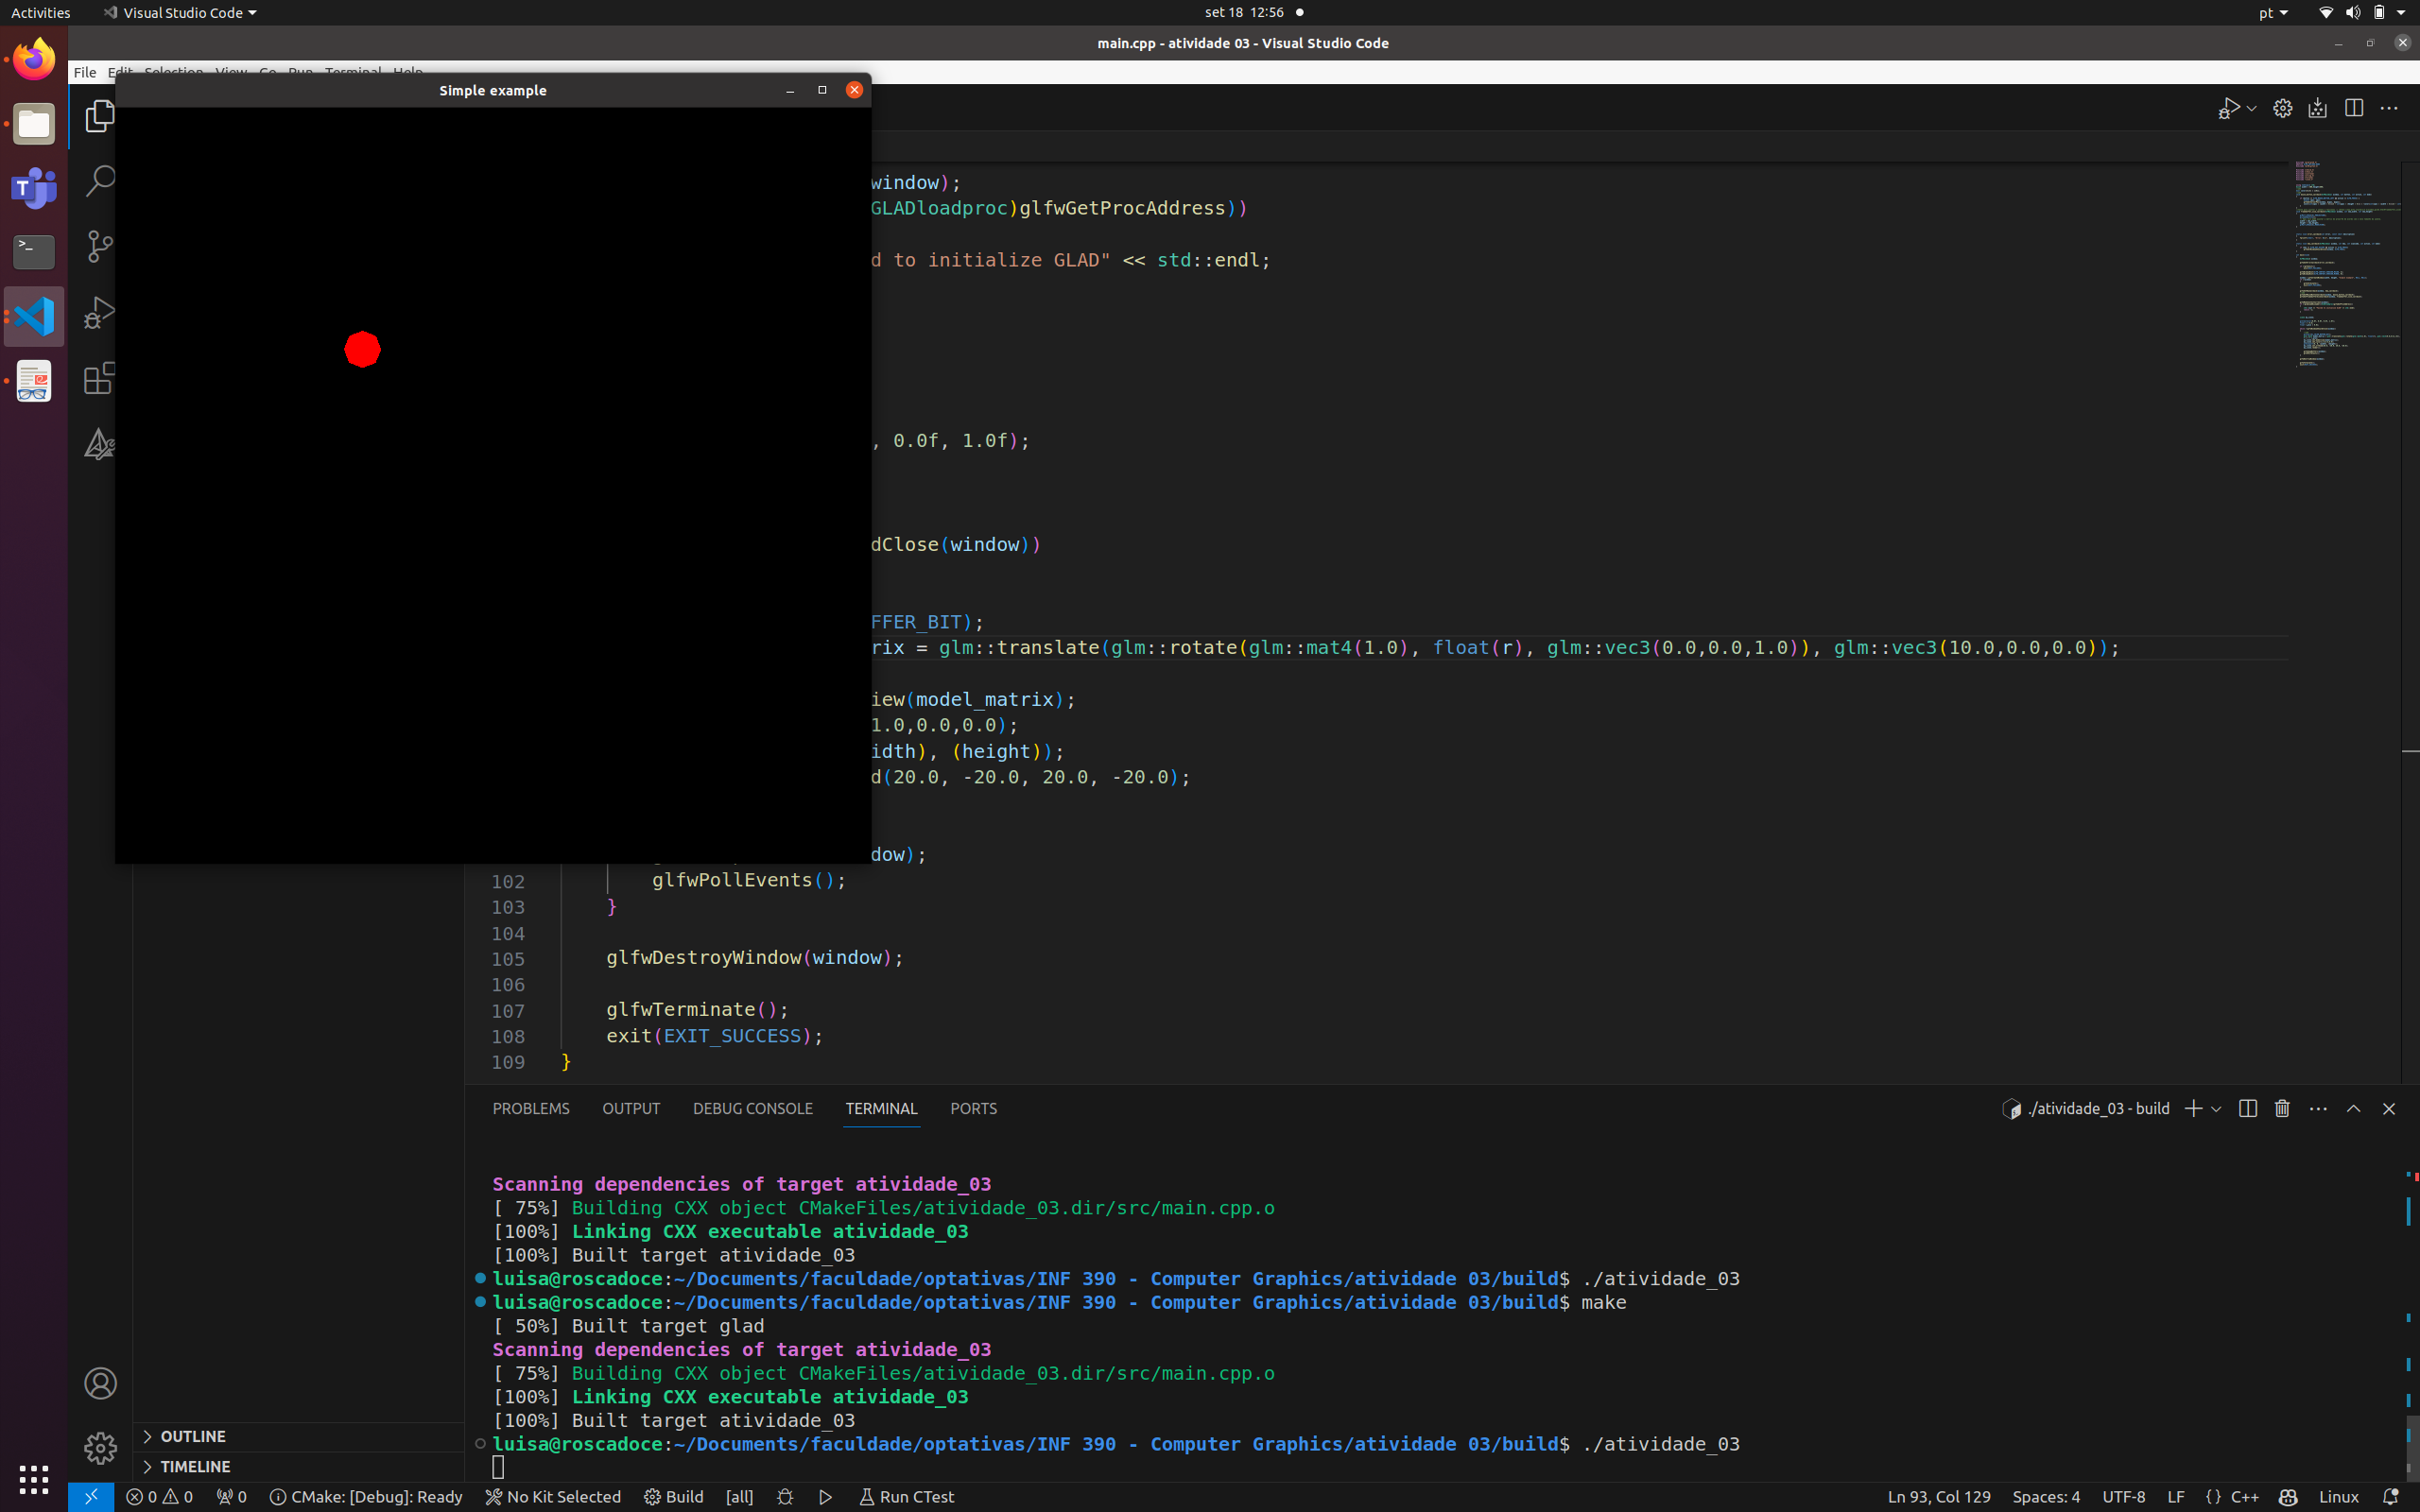 Activities
Visual Studio Code
set 18 12:56
pt
main.cpp - atividade 03 - Visual Studio Code
File Edit Selection View Go Run Terminal Help
Simple example
window);
GLADloadproc)glfwGetProcAddress))
d to initialize GLAD" << std::endl;
, 0.0f, 1.0f);
dClose(window))
FFER_BIT);
rix = glm::translate(glm::rotate(glm::mat4(1.0), float(r), glm::vec3(0.0,0.0,1.0)), glm::vec3(10.0,0.0,0.0));
iew(model_matrix);
1.0,0.0,0.0);
idth), (height));
d(20.0, -20.0, 20.0, -20.0);
dow);
102 glfwPollEvents();
103 }
104
105 glfwDestroyWindow(window);
106
107 glfwTerminate();
108 exit(EXIT_SUCCESS);
109 }
PROBLEMS OUTPUT DEBUG CONSOLE TERMINAL PORTS
./atividade_03 - build
Scanning dependencies of target atividade_03
[ 75%] Building CXX object CMakeFiles/atividade_03.dir/src/main.cpp.o
[100%] Linking CXX executable atividade_03
[100%] Built target atividade_03
luisa@roscadoce:~/Documents/faculdade/optativas/INF 390 - Computer Graphics/atividade 03/build$ ./atividade_03
luisa@roscadoce:~/Documents/faculdade/optativas/INF 390 - Computer Graphics/atividade 03/build$ make
[ 50%] Built target glad
Scanning dependencies of target atividade_03
[ 75%] Building CXX object CMakeFiles/atividade_03.dir/src/main.cpp.o
[100%] Linking CXX executable atividade_03
[100%] Built target atividade_03
luisa@roscadoce:~/Documents/faculdade/optativas/INF 390 - Computer Graphics/atividade 03/build$ ./atividade_03
OUTLINE
TIMELINE
0 0 0 CMake: [Debug]: Ready No Kit Selected Build [all] Run CTest
Ln 93, Col 129 Spaces: 4 UTF-8 LF {} C++ Linux